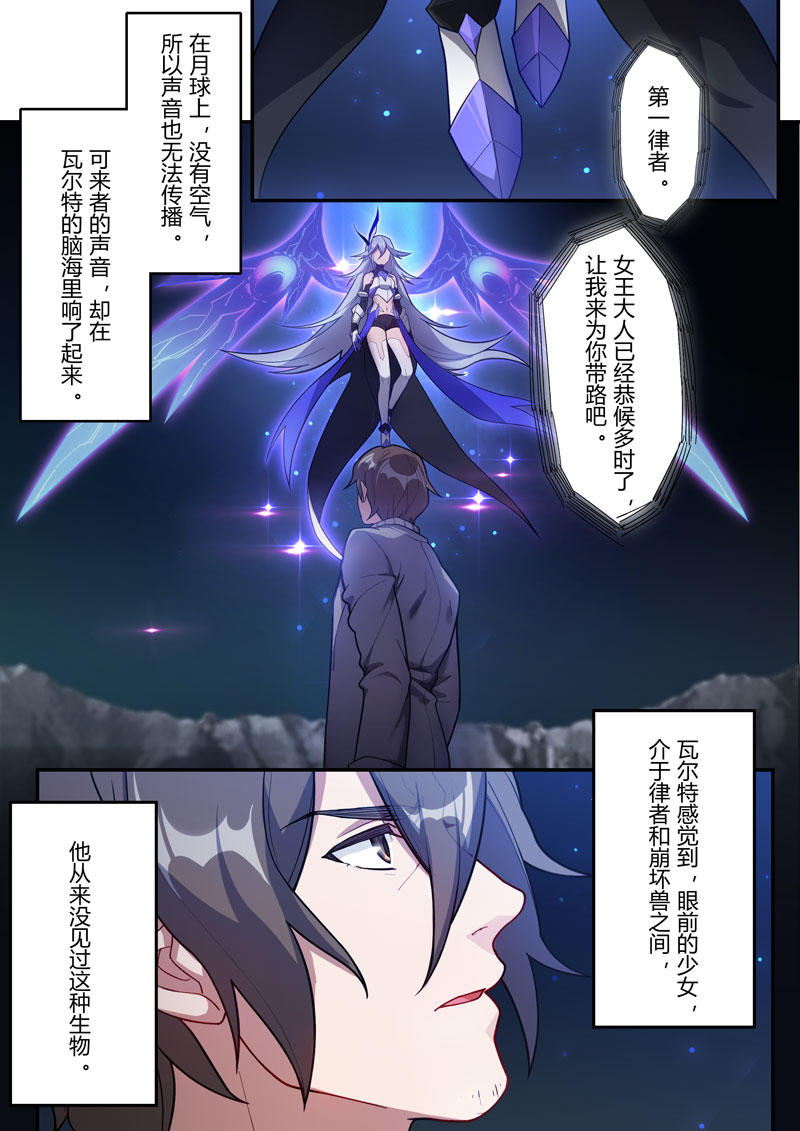 第一律者。
在月球上，没有空气，
所以声音也无法传播。
可来者的声音，却在
瓦尔特的脑海里响了起来。
女王大人已经恭候多时了，
让我来为你带路吧。
瓦尔特感觉到，眼前的少女，
介于律者和崩坏兽之间，
他从来没见过这种生物。